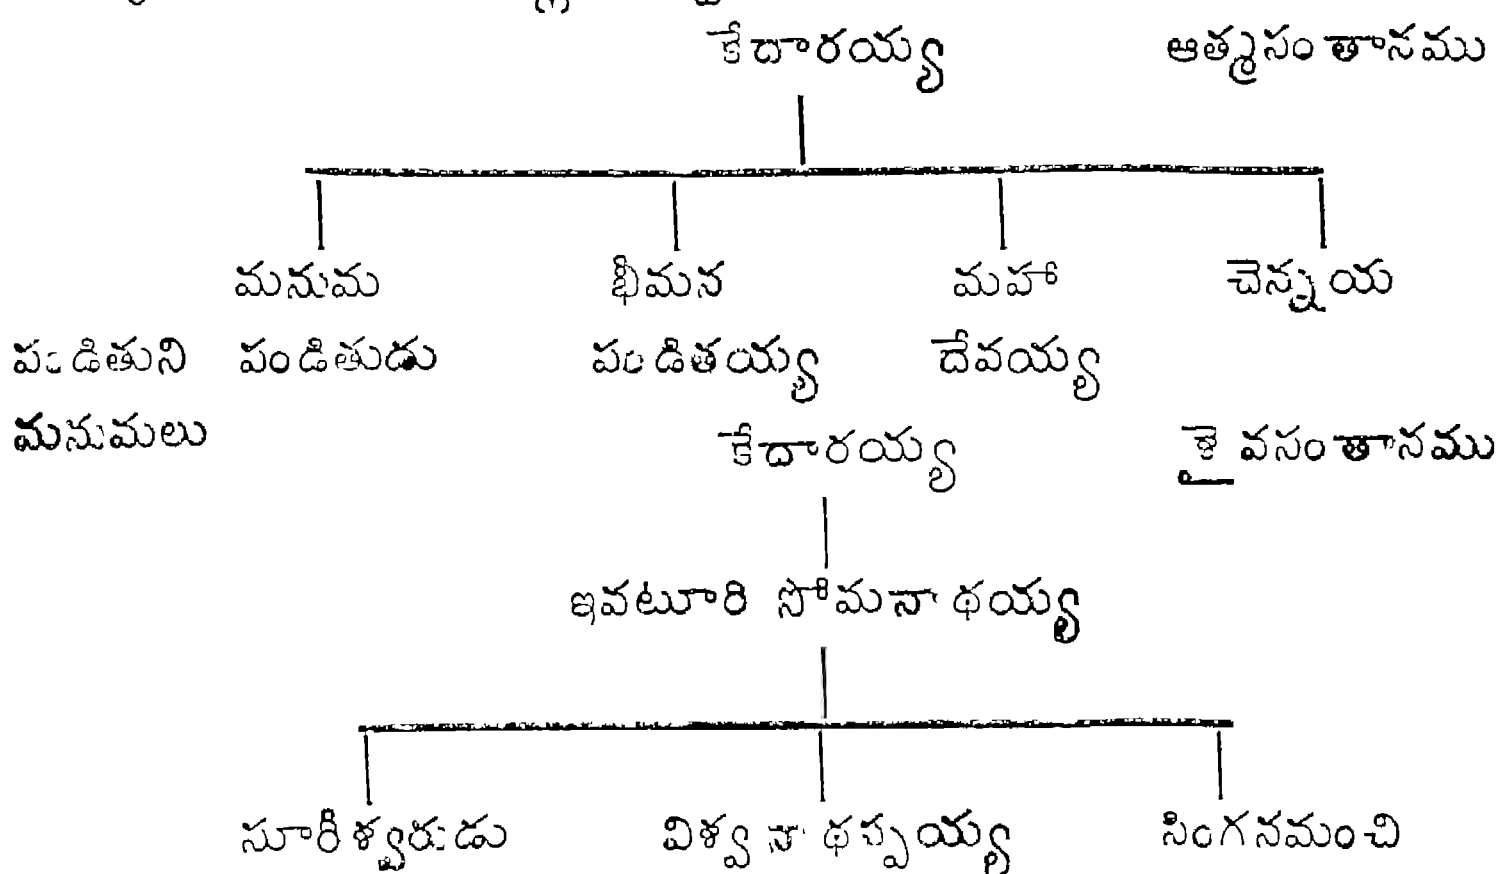 కేదారయ్య ఆత్మసంతానము
మనుమ భీమన మహా చెన్నయ
పండితుని పండితుడు పండితయ్య దేవయ్య
మనుమలు
కేదారయ్య శైవసంతానము
ఇవటూరి సోమనాథయ్య
సూరీశ్వరుడు విశ్వనాథప్పయ్య సింగనమంచి